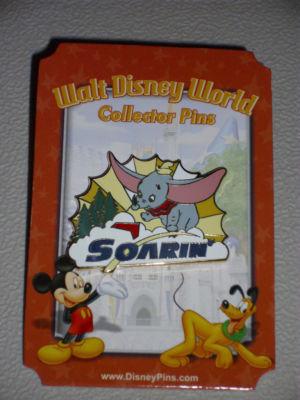 Walt Disney World
Collector Pins
SOARIN'
www.DisneyPins.com